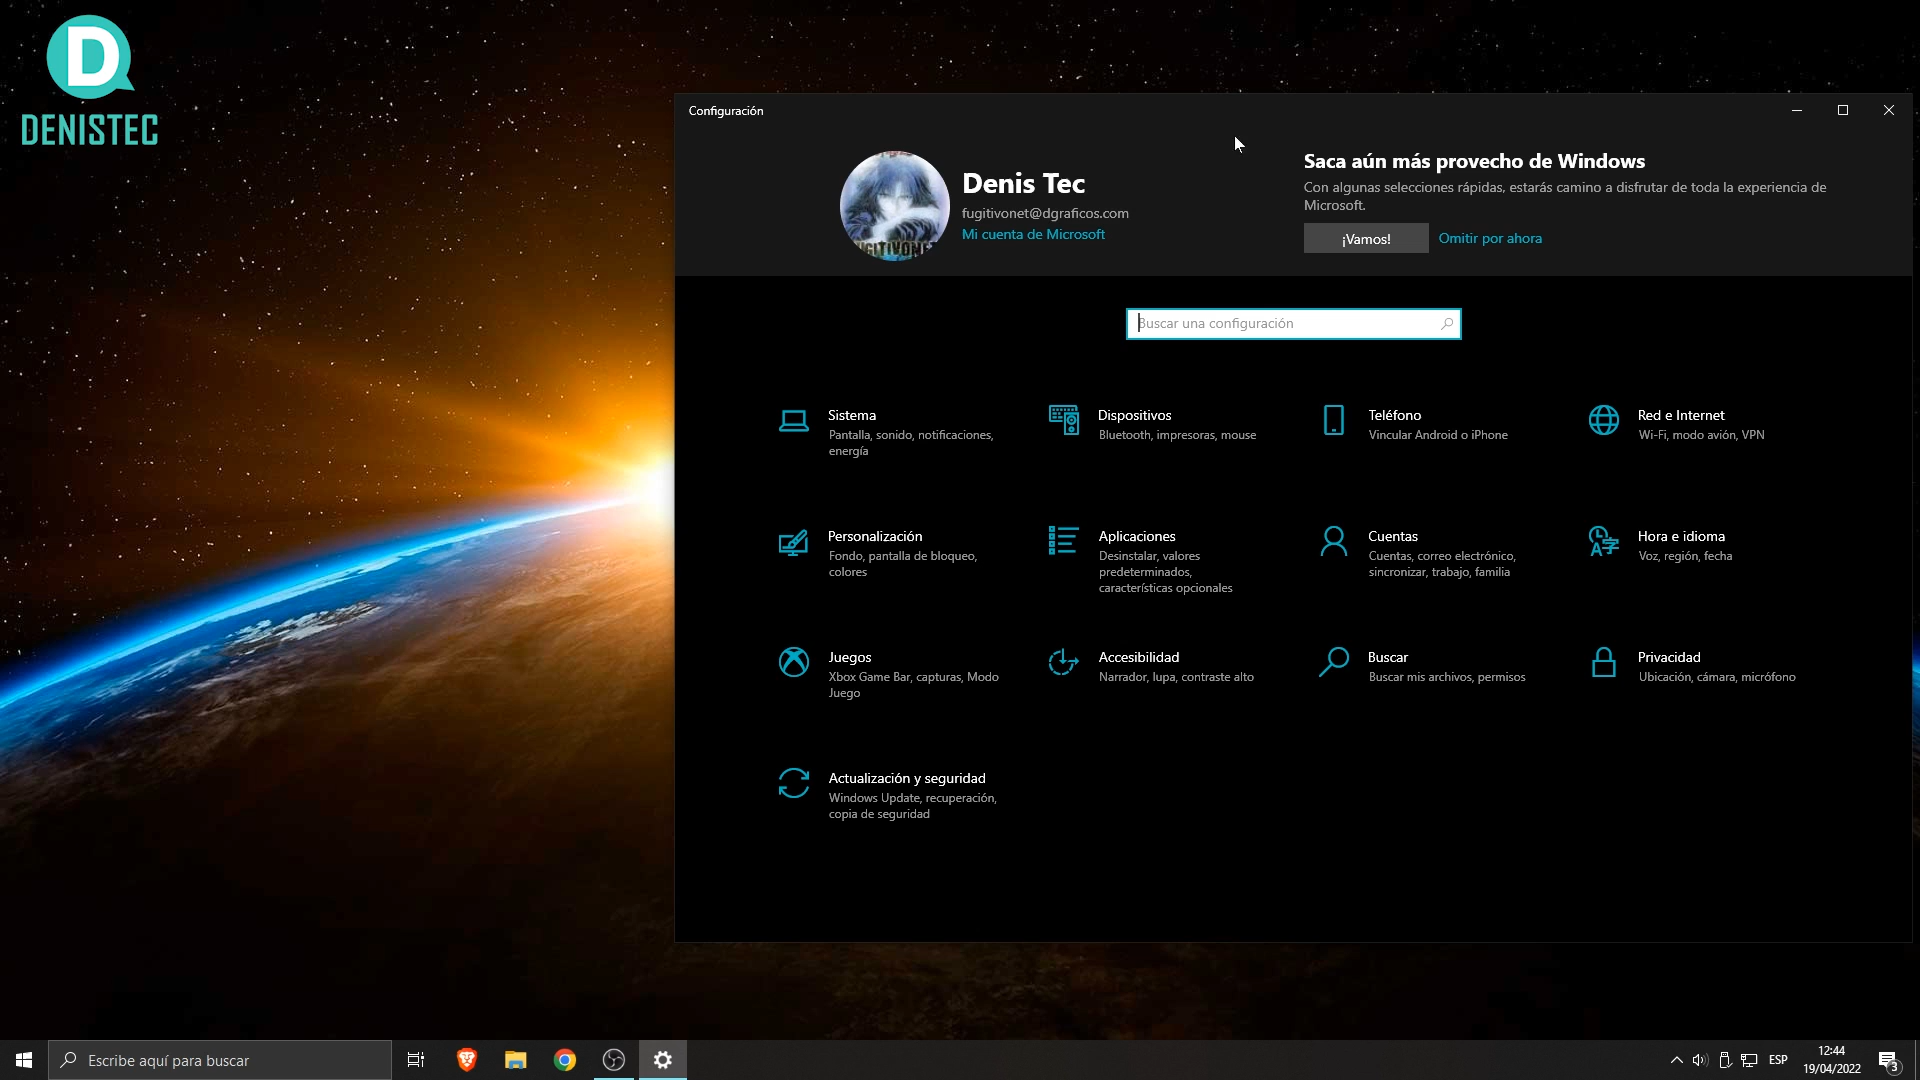 D
DENISTEC
Configuración
Denis Tec
fugitivonet@dgraficos.com
Mi cuenta de Microsoft
Saca aún más provecho de Windows
Con algunas selecciones rápidas, estarás camino a disfrutar de toda la experiencia de
Microsoft.
¡Vamos!
Omitir por ahora
Buscar una configuración
Sistema
Pantalla, sonido, notificaciones,
energía
Dispositivos
Bluetooth, impresoras, mouse
Teléfono
Vincular Android o iPhone
Red e Internet
Wi-Fi, modo avión, VPN
Personalización
Fondo, pantalla de bloqueo,
colores
Aplicaciones
Desinstalar, valores
predeterminados,
características opcionales
Cuentas
Cuentas, correo electrónico,
sincronizar, trabajo, familia
Hora e idioma
Voz, región, fecha
Juegos
Xbox Game Bar, capturas, Modo
Juego
Accesibilidad
Narrador, lupa, contraste alto
Buscar
Buscar mis archivos, permisos
Privacidad
Ubicación, cámara, micrófono
Actualización y seguridad
Windows Update, recuperación,
copia de seguridad
Escribe aquí para buscar
ESP
12:44
19/04/2022
3